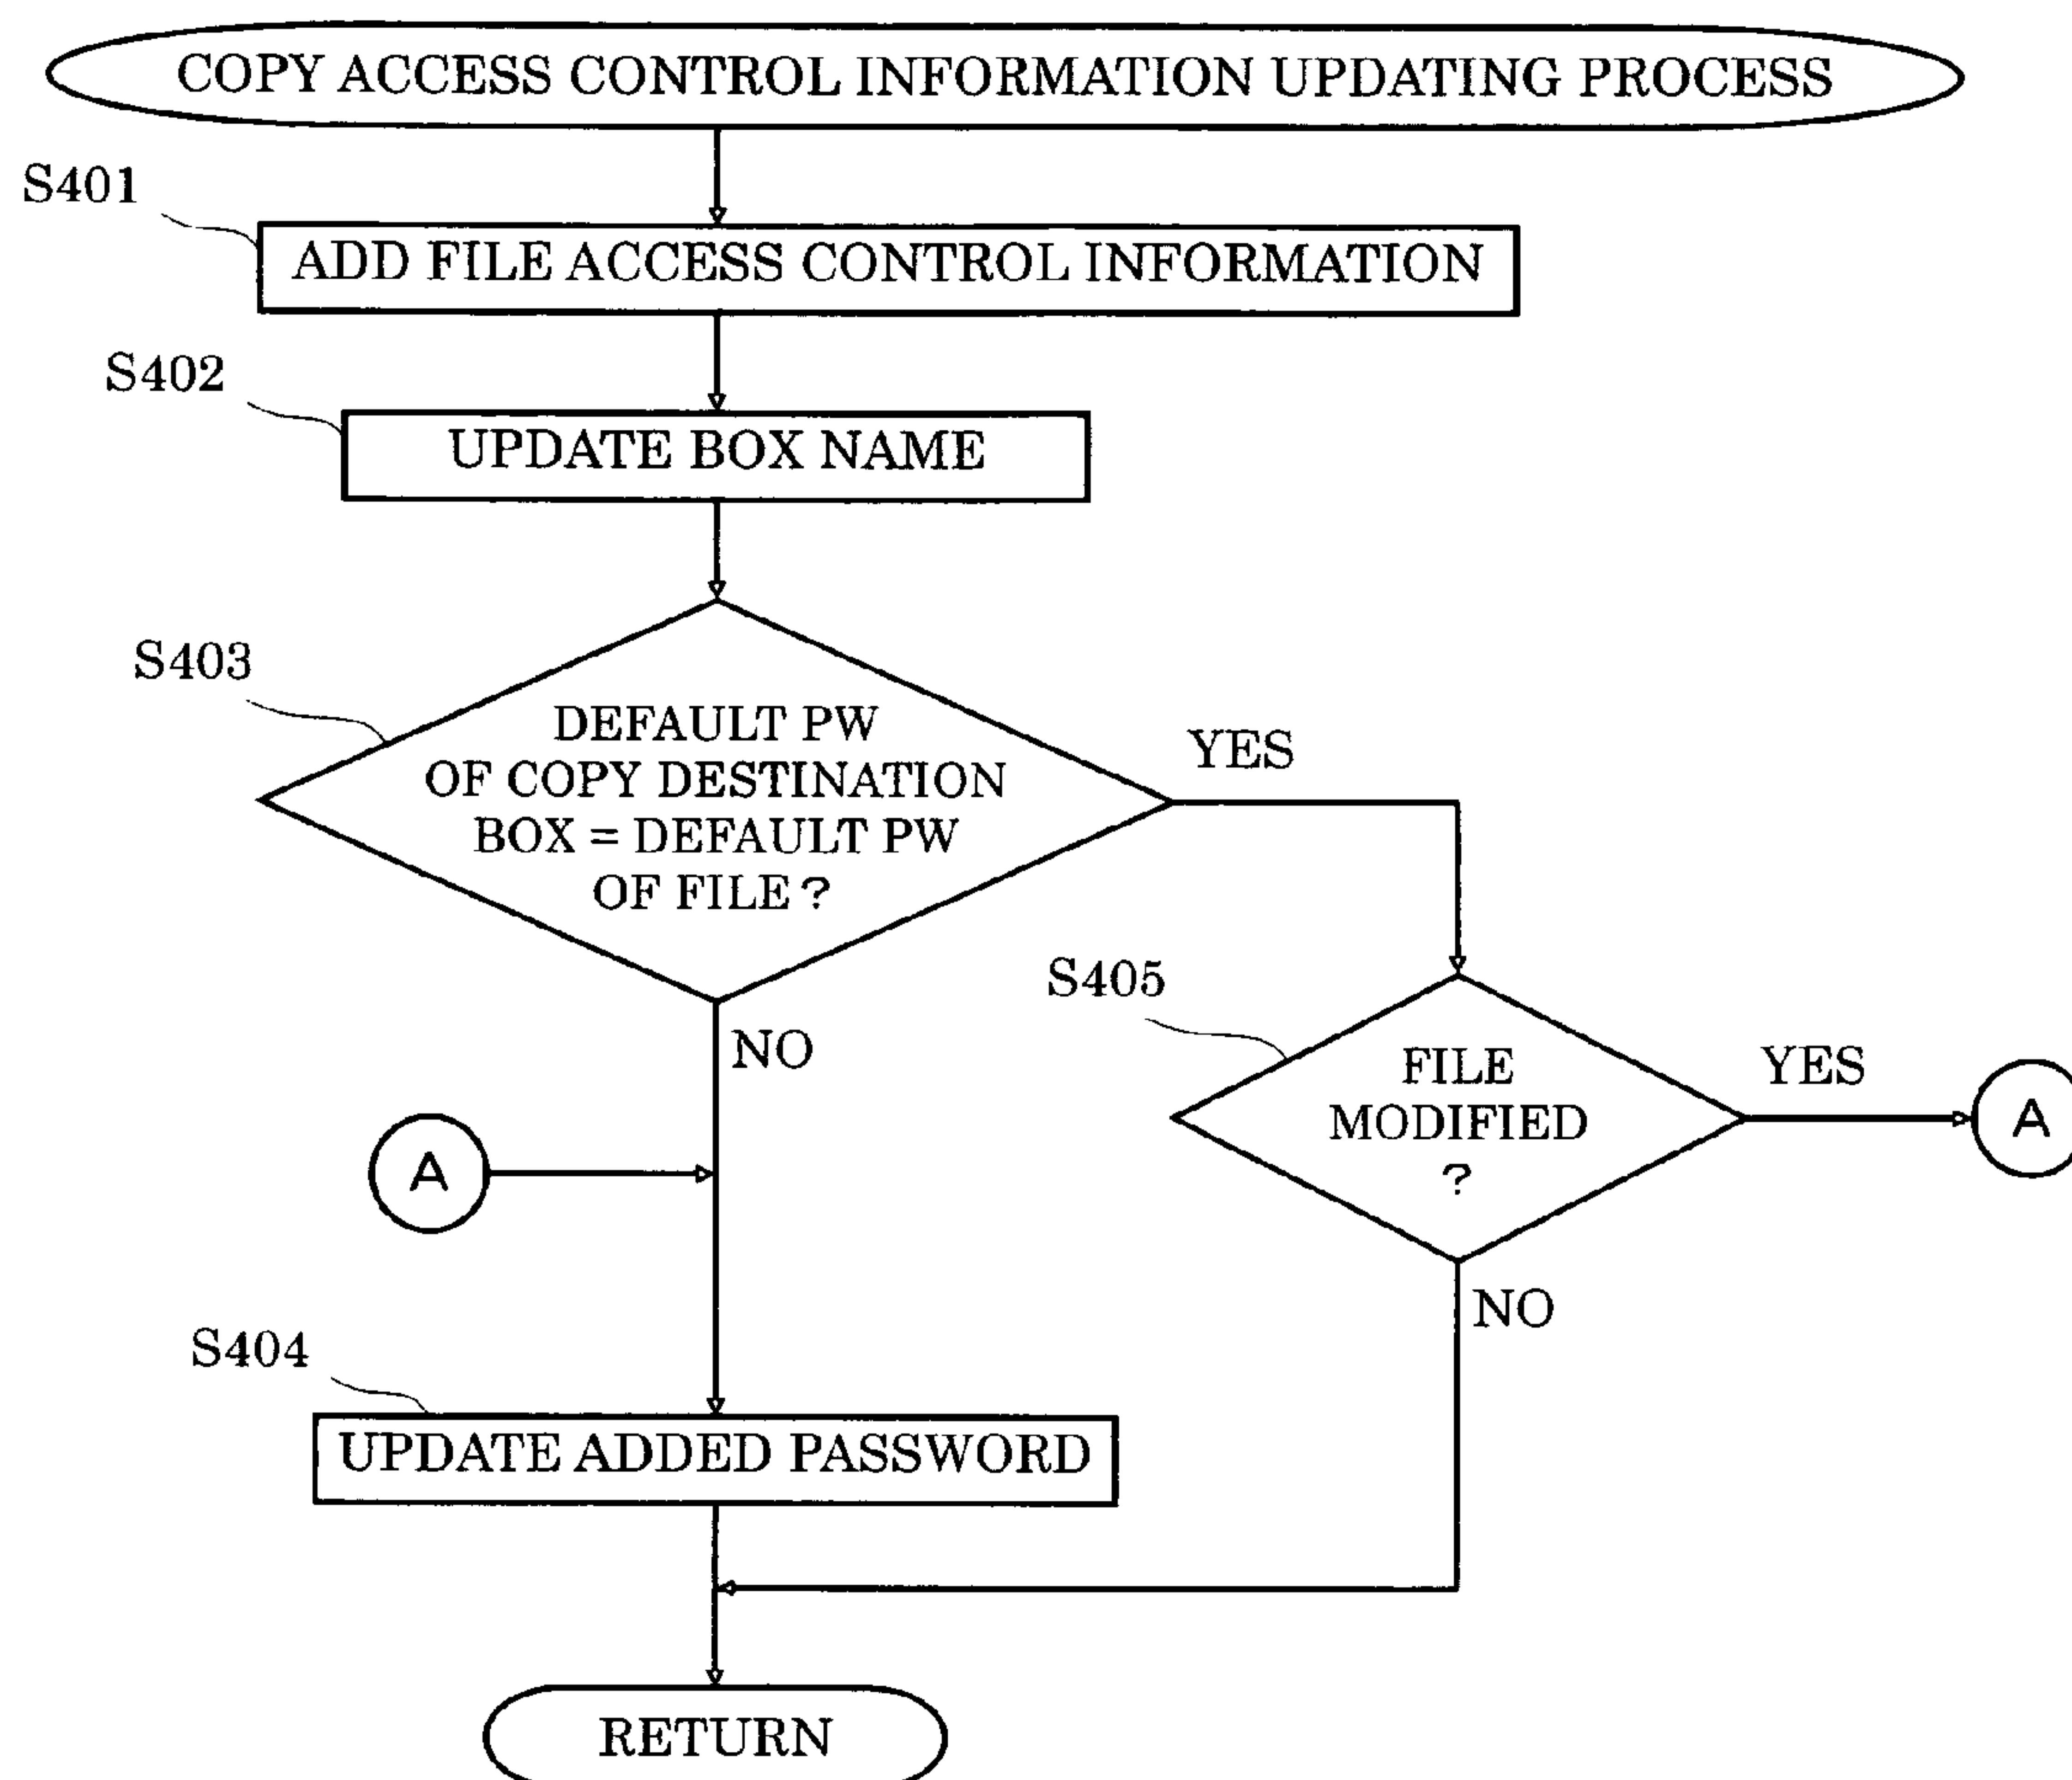 COPY ACCESS CONTROL INFORMATION UPDATING PROCESS
S401
ADD FILE ACCESS CONTROL INFORMATION
S402
UPDATE BOX NAME
S403
DEFAULT PW
OF COPY DESTINATION
BOX = DEFAULT PW
OF FILE ?
YES
NO
S405
FILE
MODIFIED
?
YES
A
A
NO
S404
UPDATE ADDED PASSWORD
RETURN